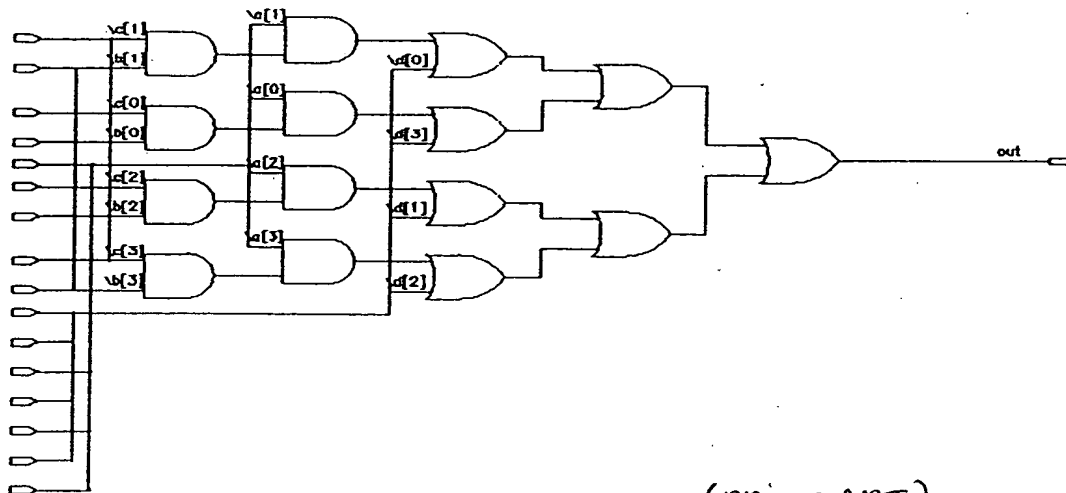 \a[1]
\c[1]
\b[1]
\d[0]
\a[0]
\c[0]
\b[0]
\d[3]
out
\a[2]
\c[2]
\b[2]
\d[1]
\a[3]
\c[3]
\b[3]
\d[2]